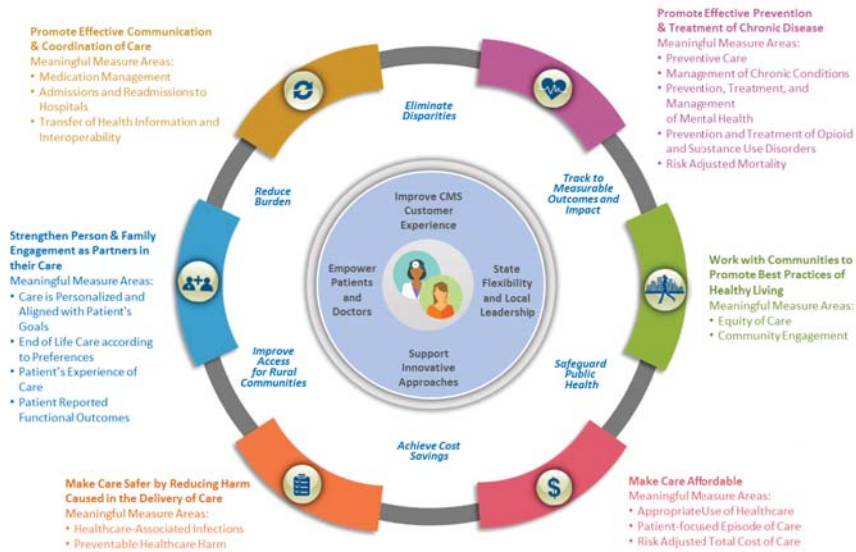 Promote Effective Communication
& Coordination of Care
Meaningful Measure Areas:
• Medication Management
• Admissions and Readmissions to
Hospitals
• Transfer of Health Information and
Interoperability
Promote Effective Prevention
& Treatment of Chronic Disease
Meaningful Measure Areas:
• Preventive Care
• Management of Chronic Conditions
• Prevention, Treatment, and
Management
of Mental Health
• Prevention and Treatment of Opioid
and Substance Use Disorders
• Risk Adjusted Mortality
Eliminate
Disparities
Reduce
Burden
Track to
Measurable
Outcomes and
Impact
Improve CMS
Customer
Experience
Empower
Patients
and
Doctors
State
Flexibility
and Local
Leadership
Support
Innovative
Approaches
Strengthen Person & Family
Engagement as Partners in
their Care
Meaningful Measure Areas:
• Care is Personalized and
Aligned with Patient's
Goals
• End of Life Care according
to Preferences
• Patient's Experience of
Care
• Patient Reported
Functional Outcomes
Work with Communities to
Promote Best Practices of
Healthy Living
Meaningful Measure Areas:
• Equity of Care
• Community Engagement
Improve
Access
for Rural
Communities
Safeguard
Public
Health
Achieve Cost
Savings
Make Care Safer by Reducing Harm
Caused in the Delivery of Care
Meaningful Measure Areas:
• Healthcare-Associated Infections
• Preventable Healthcare Harm
$
Make Care Affordable
Meaningful Measure Areas:
• Appropriate Use of Healthcare
• Patient-focused Episode of Care
• Risk Adjusted Total Cost of Care